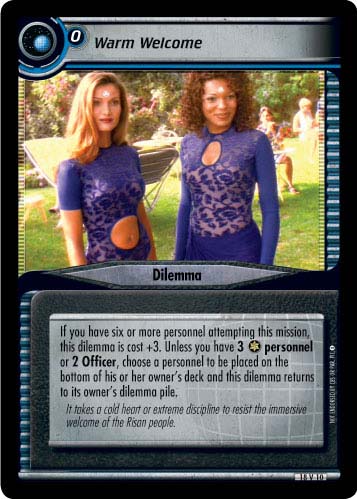 0 Warm Welcome
Dilemma
If you have six or more personnel attempting this mission,
this dilemma is cost +3. Unless you have 3 personnel
or 2 Officer, choose a personnel to be placed on the
bottom of his or her owner's deck and this dilemma returns
to its owner's dilemma pile.
It takes a cold heart or extreme discipline to resist the immersive
welcome of the Risan people.
18 V 10